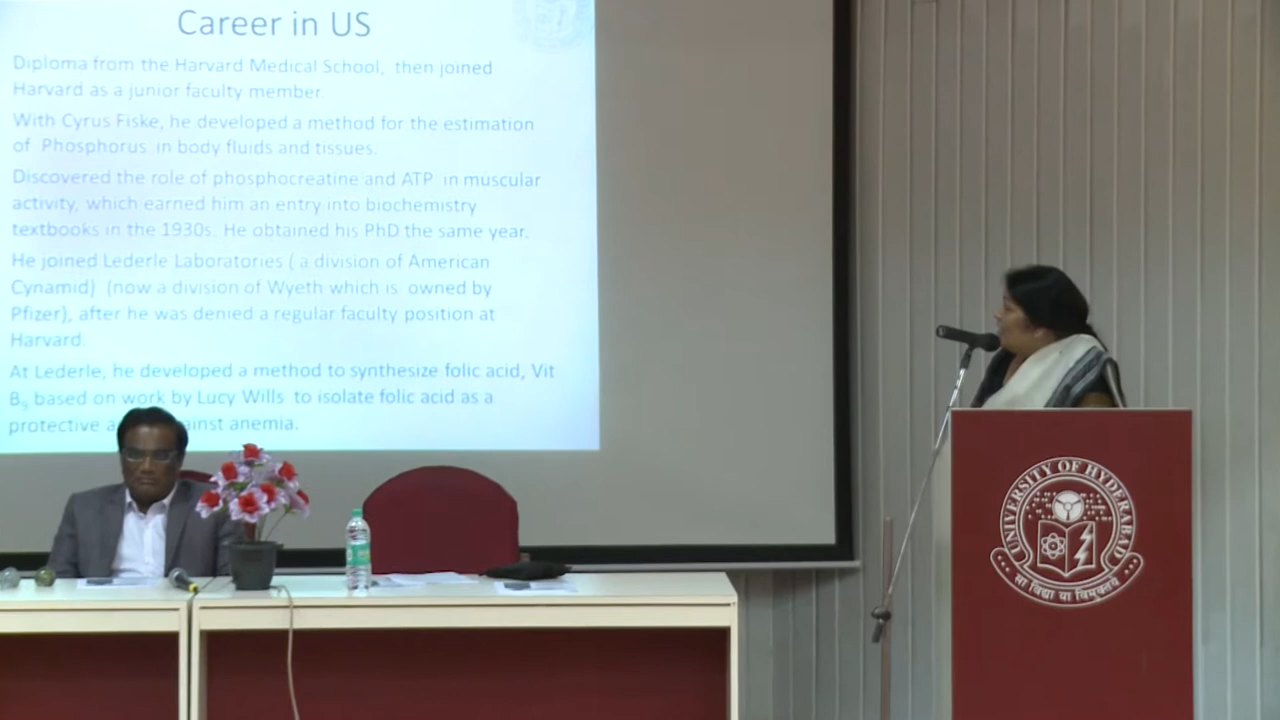 Career in US
Diploma from the Harvard Medical School, then joined
Harvard as a junior faculty member.
With Cyrus Fiske, he developed a method for the estimation
of Phosphorus in body fluids and tissues.
Discovered the role of phosphocreatine and ATP in muscular
activity, which earned him an entry into biochemistry
textbooks in the 1930s. He obtained his PhD the same year.
He joined Lederle Laboratories ( a division of American
Cynamid) (now a division of Wyeth which is owned by
Pfizer), after he was denied a regular faculty position at
Harvard.
At Lederle, he developed a method to synthesize folic acid, Vit
B₉ based on work by Lucy Wills to isolate folic acid as a
protective anemia.
UNIVERSITY OF HYDERABAD
सा विद्या या विमुक्तये